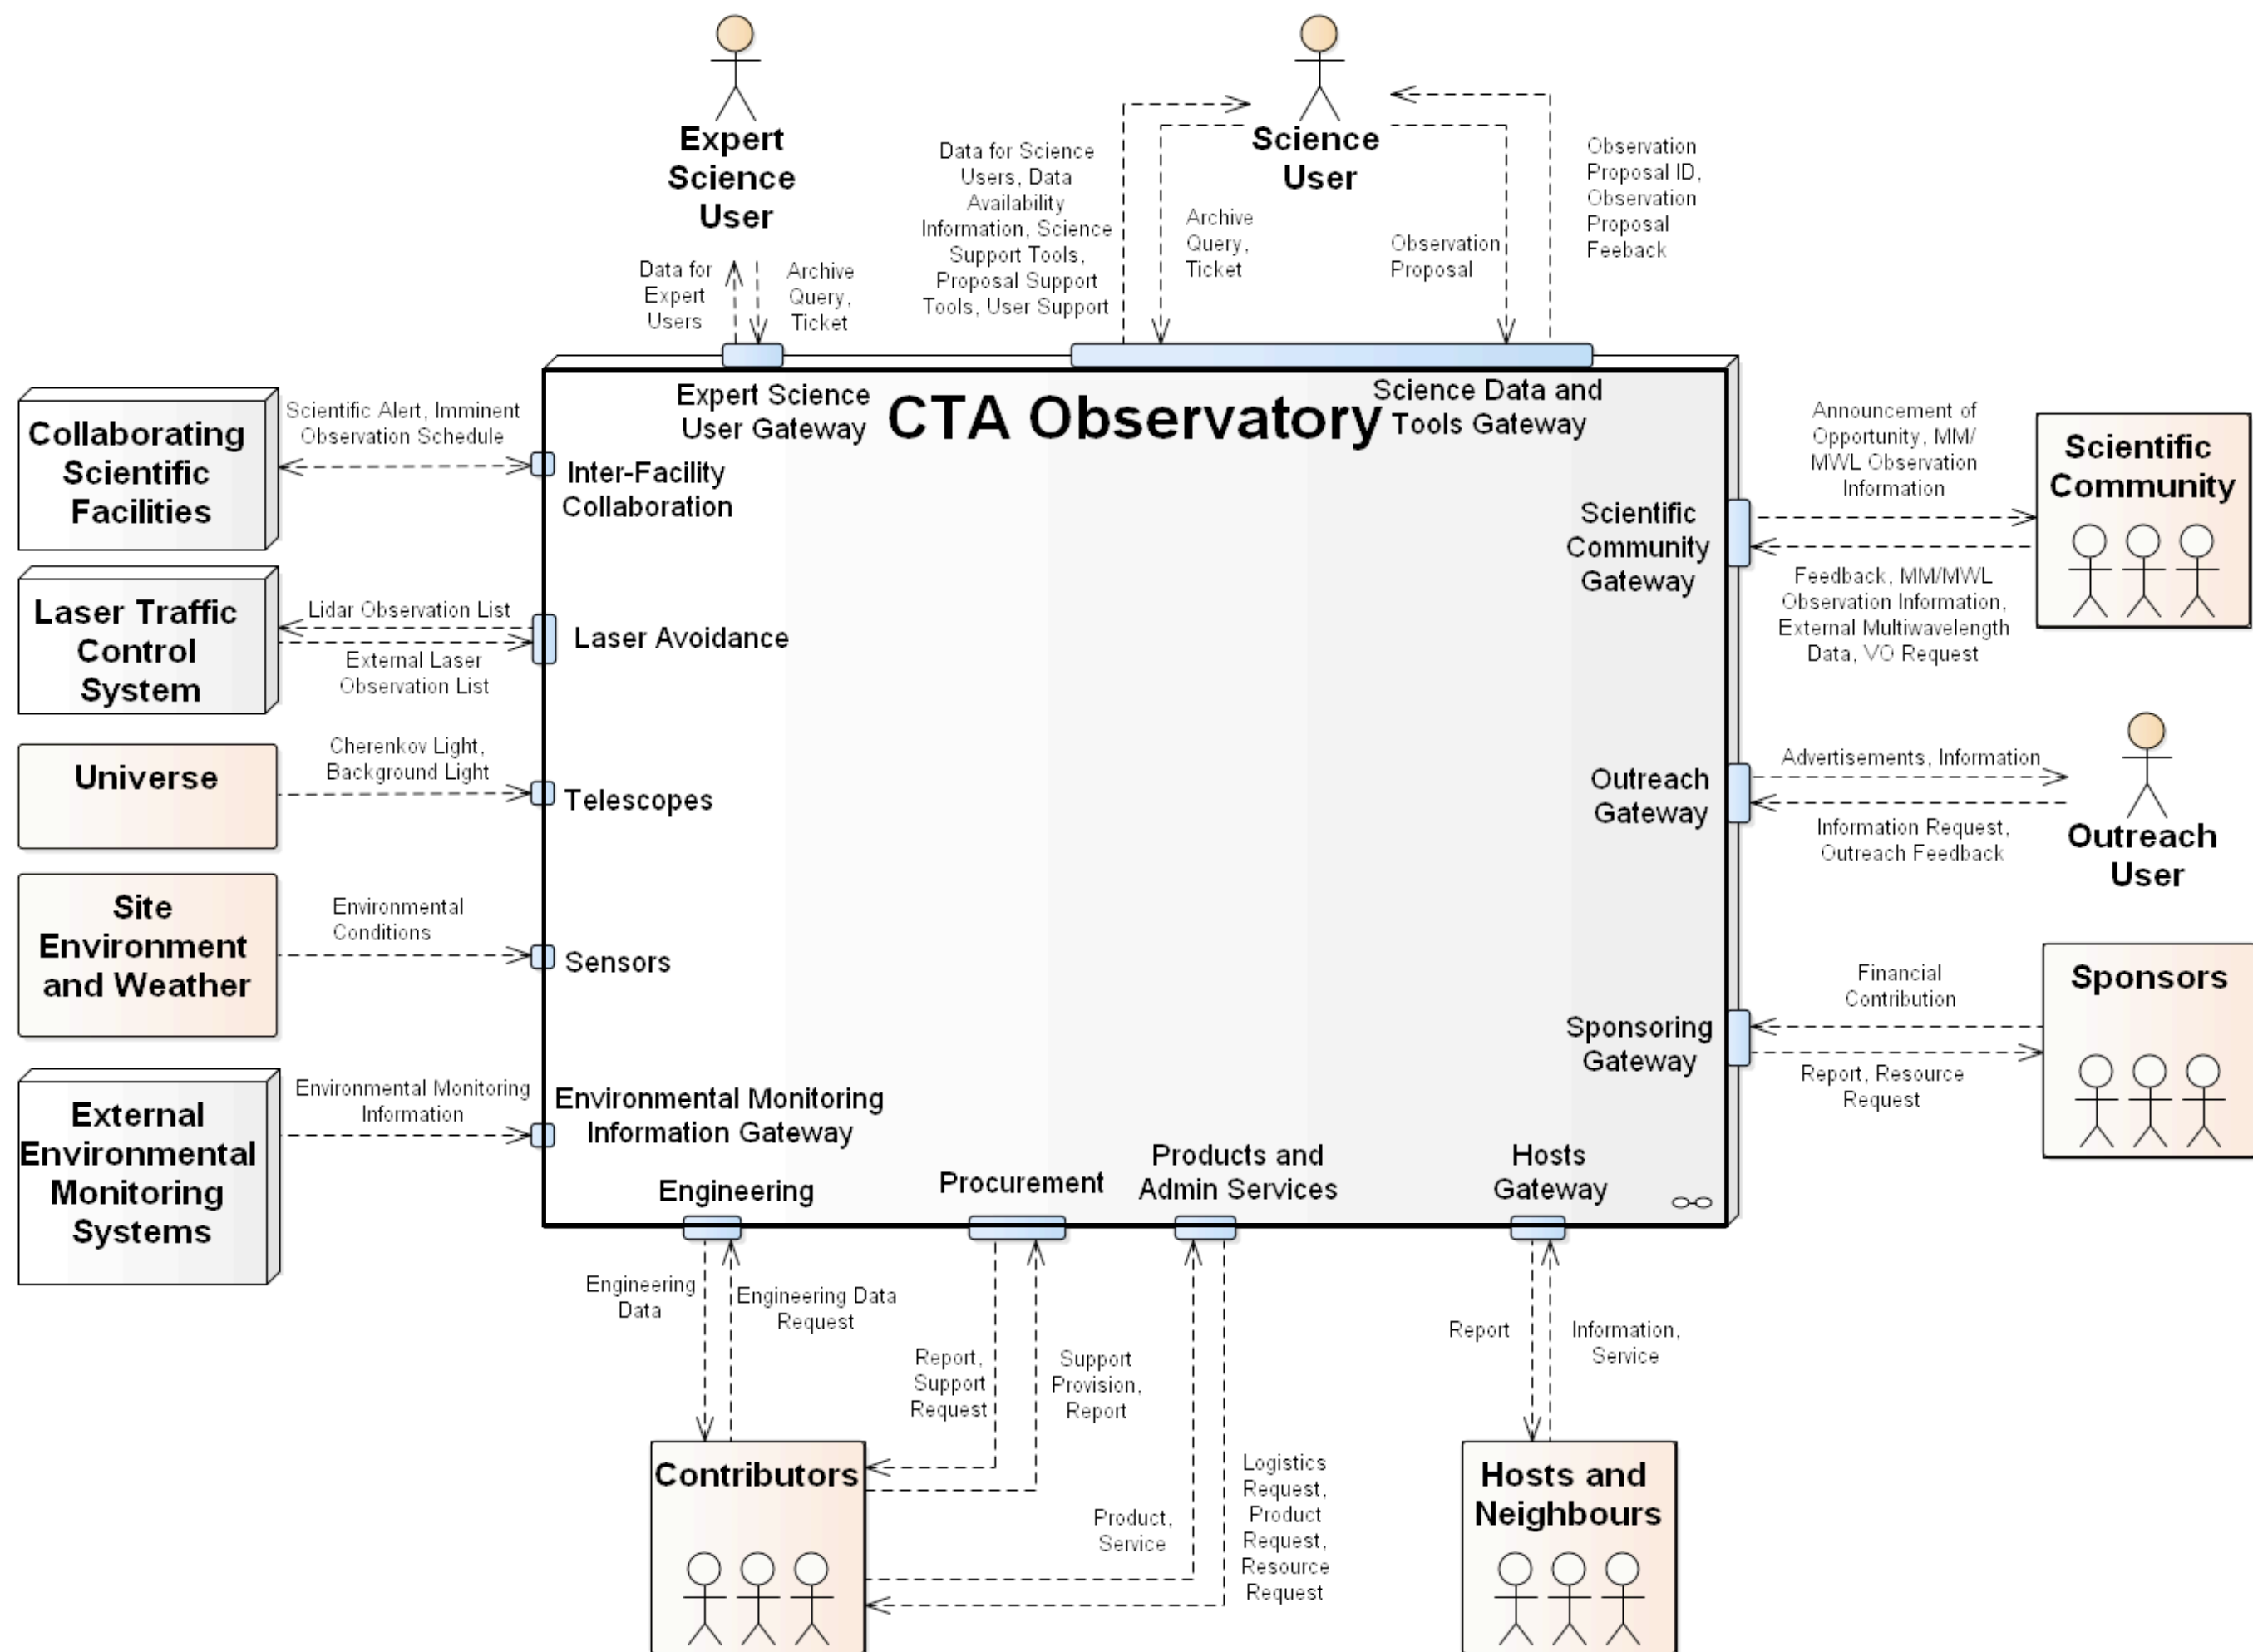 Expert
Science
User
Data for
Expert
Users
Archive
Query,
Ticket
Data for Science
Users, Data
Availability
Information, Science
Support Tools,
Proposal Support
Tools, User Support
Science
User
Archive
Query,
Ticket
Observation
Proposal
Observation
Proposal ID,
Observation
Proposal
Feeback
Collaborating
Scientific
Facilities
Scientific Alert, Imminent
Observation Schedule
Expert Science
User Gateway
CTA Observatory
Science Data and
Tools Gateway
Inter-Facility
Collaboration
Announcement of
Opportunity, MM/
MWL Observation
Information
Scientific
Community
Scientific
Community
Gateway
Feedback, MM/MWL
Observation Information,
External Multiwavelength
Data, VO Request
Laser Traffic
Control
System
Lidar Observation List
External Laser
Observation List
Laser Avoidance
Universe
Cherenkov Light,
Background Light
Telescopes
Outreach
Gateway
Advertisements, Information
Information Request,
Outreach Feedback
Outreach
User
Site
Environment
and Weather
Environmental
Conditions
Sensors
Sponsoring
Gateway
Financial
Contribution
Report, Resource
Request
Sponsors
External
Environmental
Monitoring
Systems
Environmental Monitoring
Information
Environmental Monitoring
Information Gateway
Engineering
Procurement
Products and
Admin Services
Hosts
Gateway
Engineering
Data
Engineering Data
Request
Report,
Support
Request
Support
Provision,
Report
Product,
Service
Logistics
Request,
Product
Request,
Resource
Request
Report
Information,
Service
Contributors
Hosts and
Neighbours